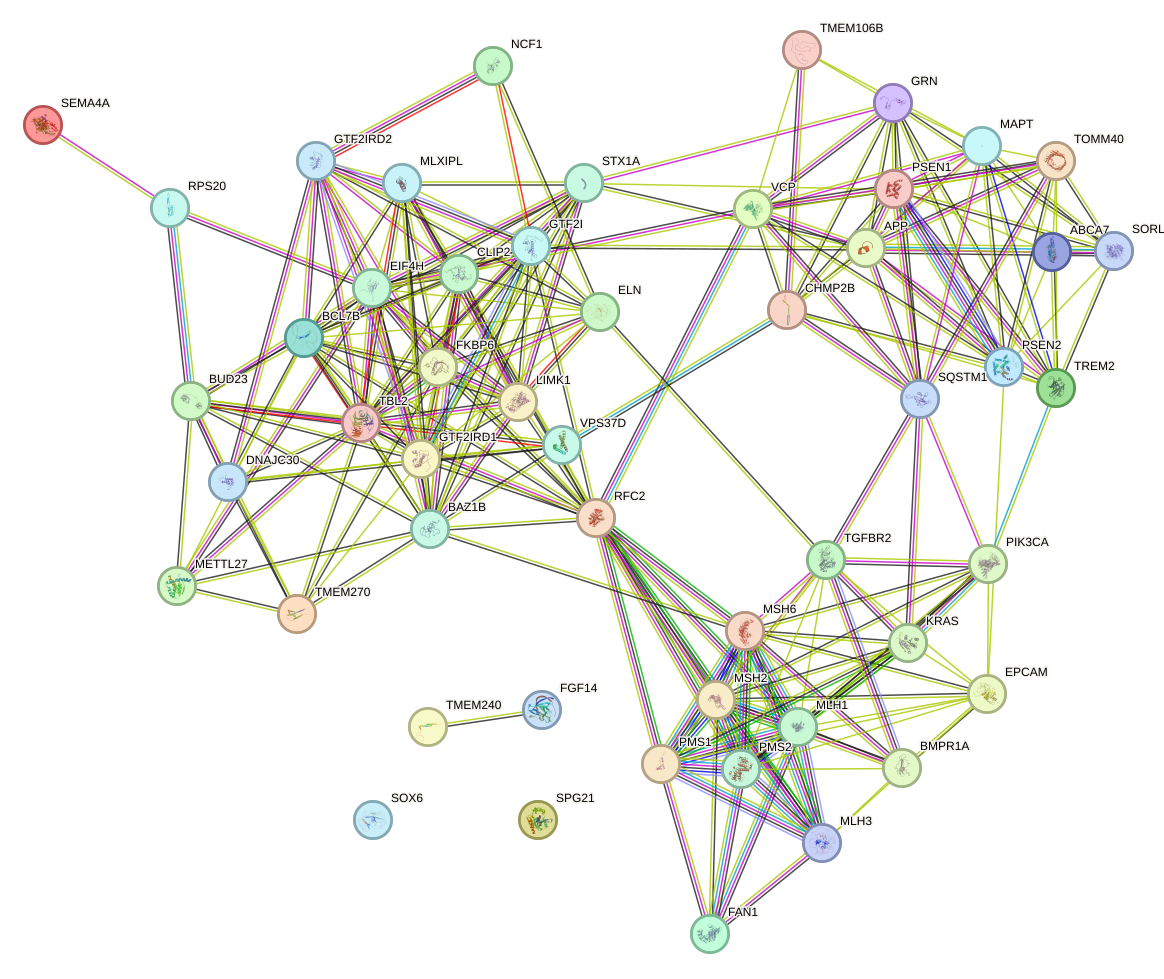 TMEM106B
NCF1
GRN
SEMA4A
MAPT
GTF2IRD2
TOMM40
MLXIPL
STX1A
PSEN1
RPS20
VCP
GTF2I
APP
ABCA7
SORL
CLIP2
EIF4H
ELN
CHMP2B
BCL7B
FKBP6
PSEN2
TREM2
BUD23
LIMK1
SQSTM1
TBL2
VPS37D
GTF2IRD1
DNAJC30
RFC2
BAZ1B
TGFBR2
PIK3CA
METTL27
TMEM270
MSH6
KRAS
EPCAM
MSH2
FGF14
TMEM240
MLH1
PMS1
PMS2
BMPR1A
SOX6
SPG21
MLH3
FAN1